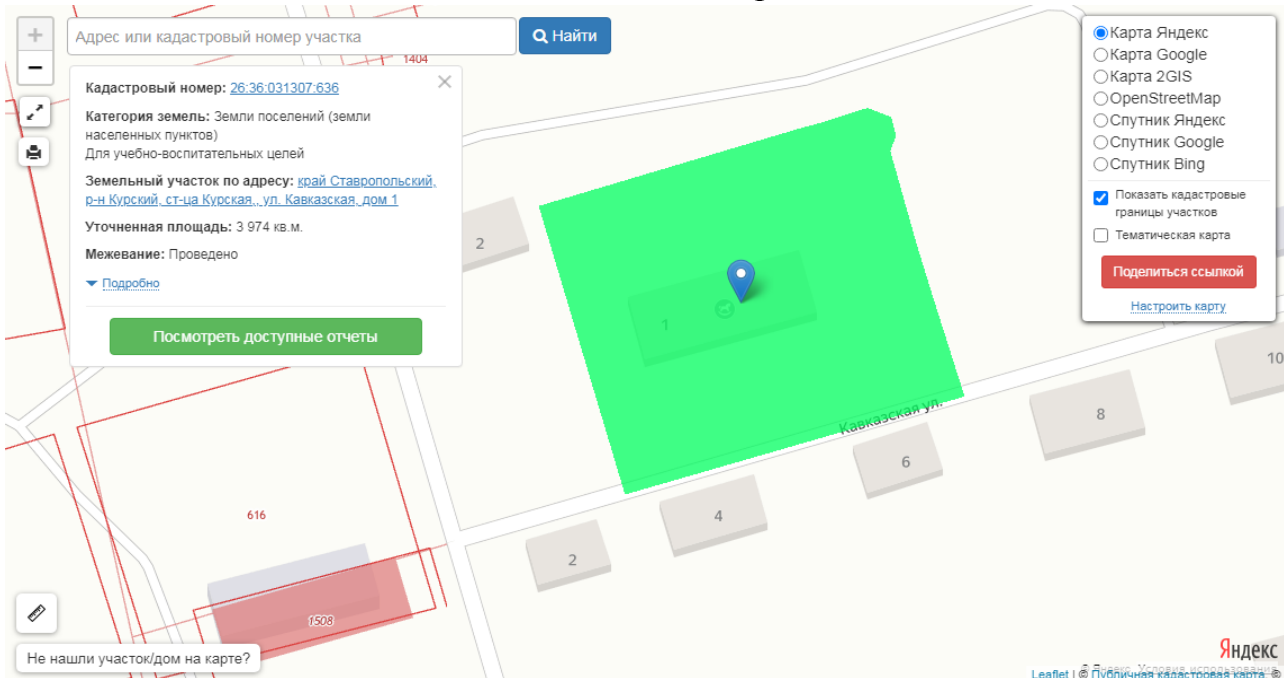 +
−
Адрес или кадастровый номер участка
Найти
1404
Кадастровый номер: 26:36:031307:636
Категория земель: Земли поселений (земли
населенных пунктов)
Для учебно-воспитательных целей
Земельный участок по адресу: край Ставропольский,
р-н Курский, ст-ца Курская,, ул. Кавказская, дом 1
Уточненная площадь: 3 974 кв.м.
Межевание: Проведено
Подробно
Посмотреть доступные отчеты
Карта Яндекс
Карта Google
Карта 2GIS
OpenStreetMap
Спутник Яндекс
Спутник Google
Спутник Bing
Показать кадастровые
границы участков
Тематическая карта
Поделиться ссылкой
Настроить карту
2
1
10
Кавказская ул.
8
6
4
2
616
1508
Не нашли участок/дом на карте?
Яндекс
© Яндекс Условия использования
Leaflet | © Публичная кадастровая карта ©